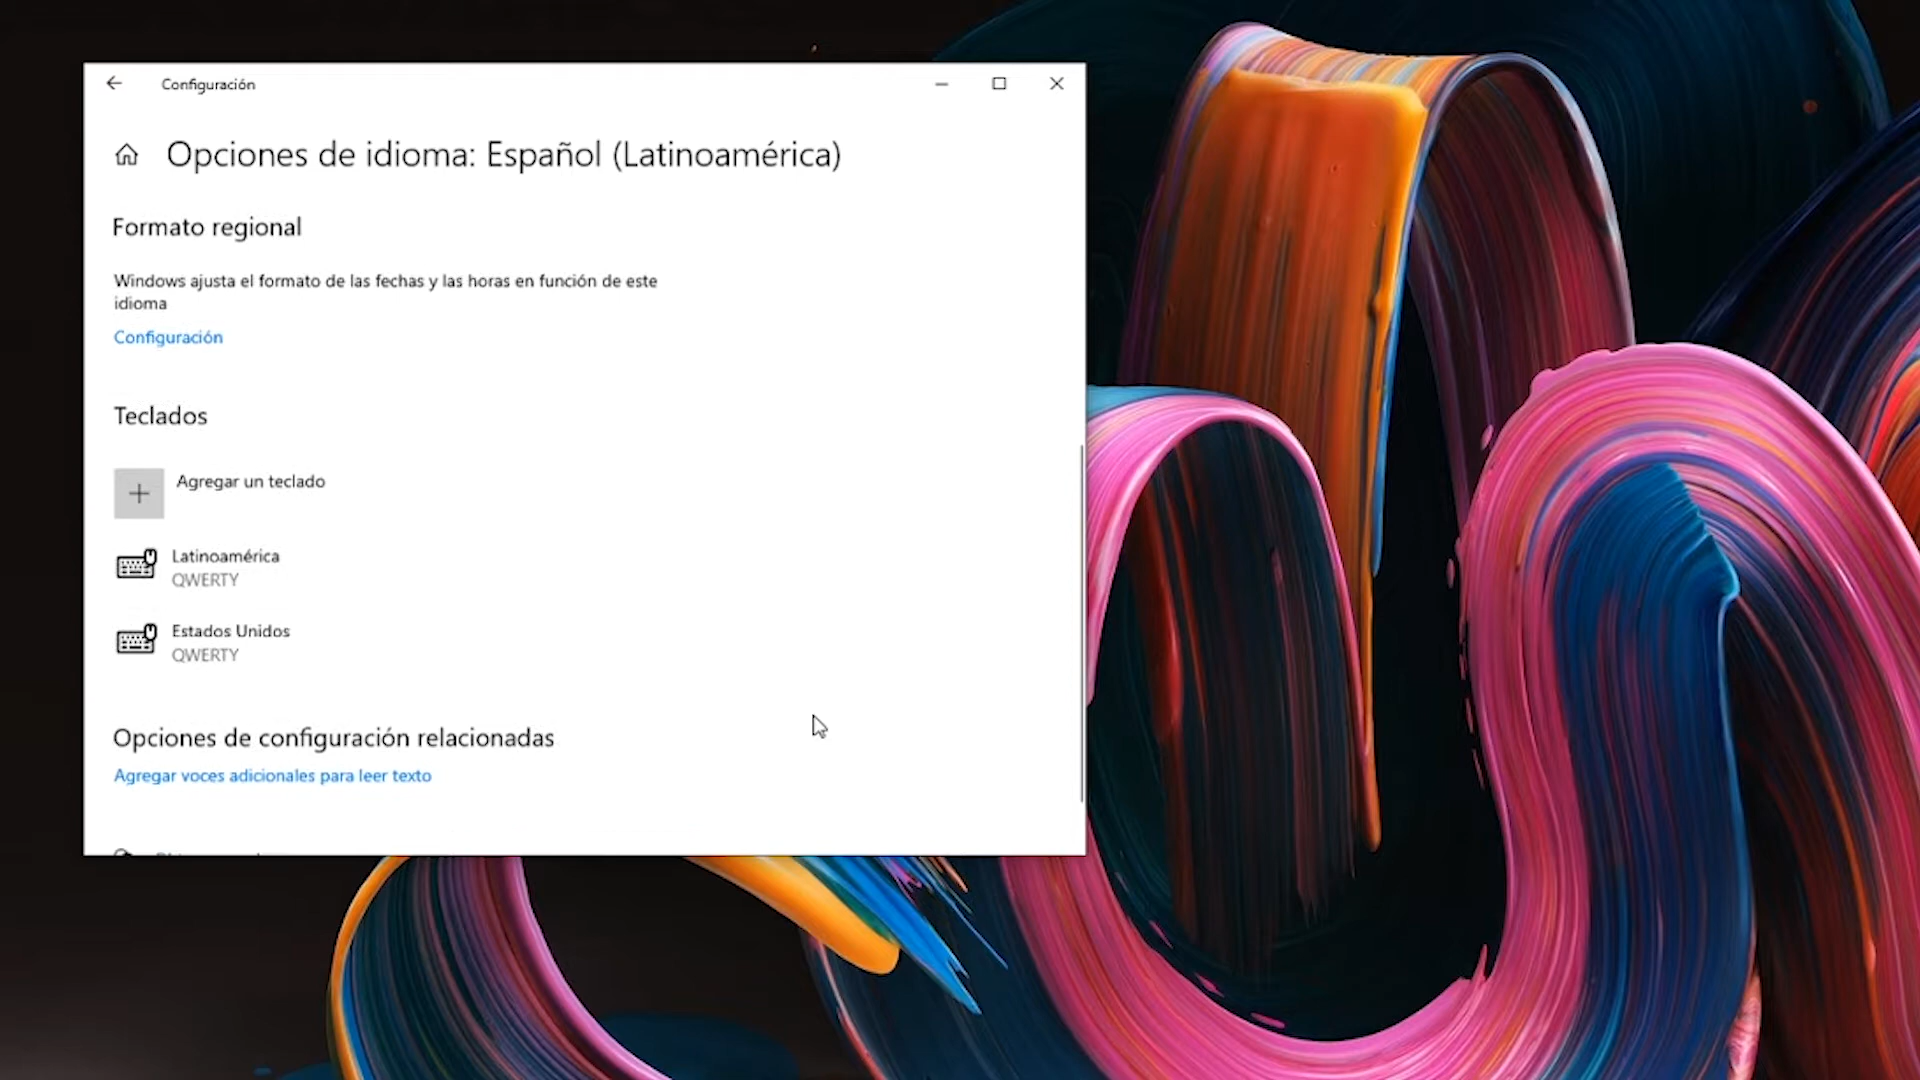 Configuración
Opciones de idioma: Español (Latinoamérica)
Formato regional
Windows ajusta el formato de las fechas y las horas en función de este
idioma
Configuración
Teclados
Agregar un teclado
Latinoamérica
QWERTY
Estados Unidos
QWERTY
Opciones de configuración relacionadas
Agregar voces adicionales para leer texto